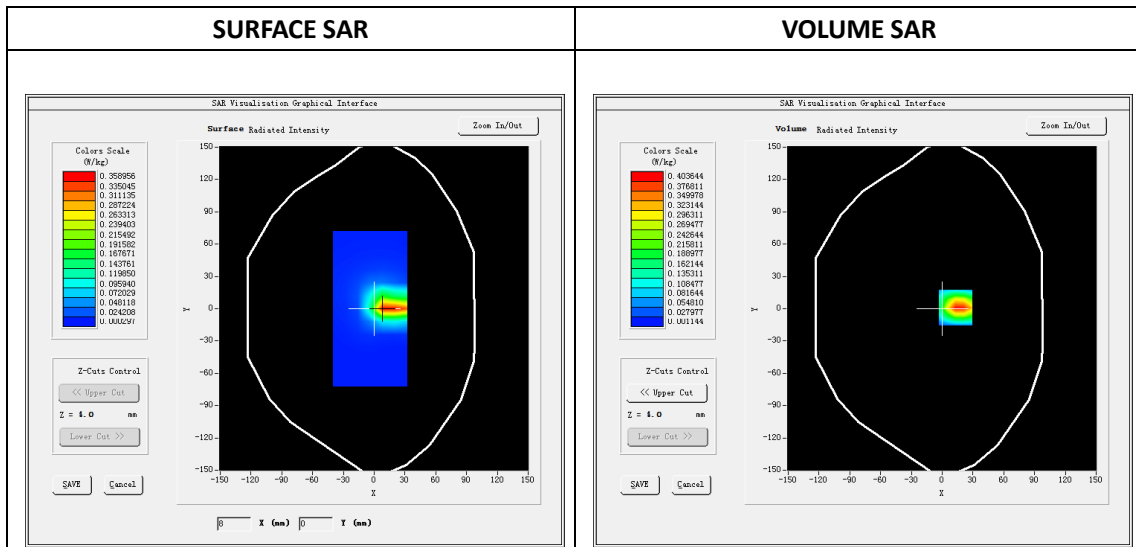 SURFACE SAR
VOLUME SAR
SAR Visualisation Graphical Interface
Surface Radiated Intensity
Zoom In/Out
Colors Scale
(W/kg)
0.358956
0.335045
0.311135
0.287224
0.263313
0.239403
0.215492
0.191582
0.167671
0.143761
0.119850
0.095940
0.072029
0.048118
0.024208
0.000297
150
120
90
60
30
0
-30
-60
-90
-120
-150
Y
-150 -120 -90 -60 -30 0 30 60 90 120 150
X
Z-Cuts Control
<< Upper Cut
Z = 4.0 mm
Lower Cut >>
SAVE Cancel
8 X (mm) 0 Y (mm)
SAR Visualisation Graphical Interface
Volume Radiated Intensity
Zoom In/Out
Colors Scale
(W/kg)
0.403644
0.376811
0.349978
0.323144
0.296311
0.269477
0.242644
0.215811
0.188977
0.162144
0.135311
0.108477
0.081644
0.054810
0.027977
0.001144
150
120
90
60
30
0
-30
-60
-90
-120
-150
Y
-150 -120 -90 -60 -30 0 30 60 90 120 150
X
Z-Cuts Control
<< Upper Cut
Z = 4.0 mm
Lower Cut >>
SAVE Cancel